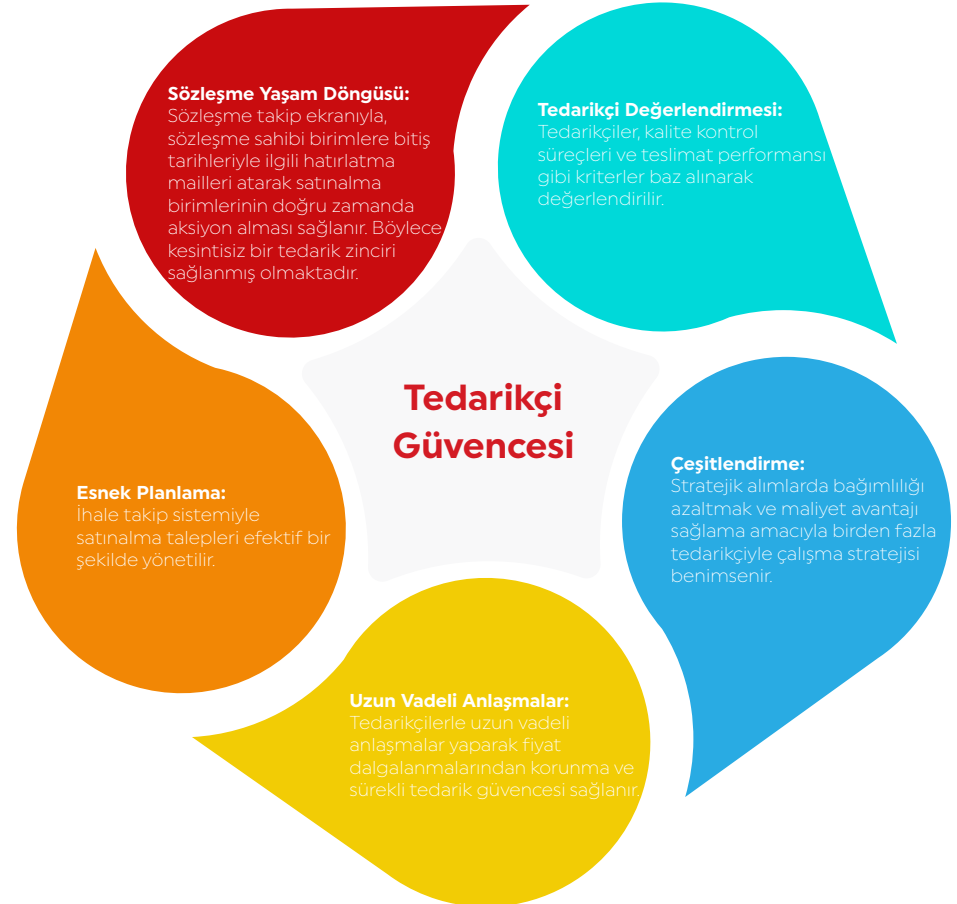 Sözleşme Yaşam Döngüsü:
Sözleşme takip ekranıyla,
sözleşme sahibi birimlere bitiş
tarihleriyle ilgili hatırlatma
mailleri atarak satınalma
birimlerinin doğru zamanda
aksiyon alması sağlanır. Böylece
kesintisiz bir tedarik zinciri
sağlanmış olmaktadır.
Tedarikçi Değerlendirmesi:
Tedarikçiler, kalite kontrol
süreçleri ve teslimat performansı
gibi kriterler baz alınarak
değerlendirilir.
Tedarikçi
Güvencesi
Çeşitlendirme:
Stratejik alımlarda bağımlılığı
azaltmak ve maliyet avantajı
sağlama amacıyla birden fazla
tedarikçiyle çalışma stratejisi
benimsenir.
Esnek Planlama:
İhale takip sistemiyle
satınalma talepleri efektif bir
şekilde yönetilir.
Uzun Vadeli Anlaşmalar:
Tedarikçilerle uzun vadeli
anlaşmalar yaparak fiyat
dalgalanmalarından korunma ve
sürekli tedarik güvencesi sağlanır.